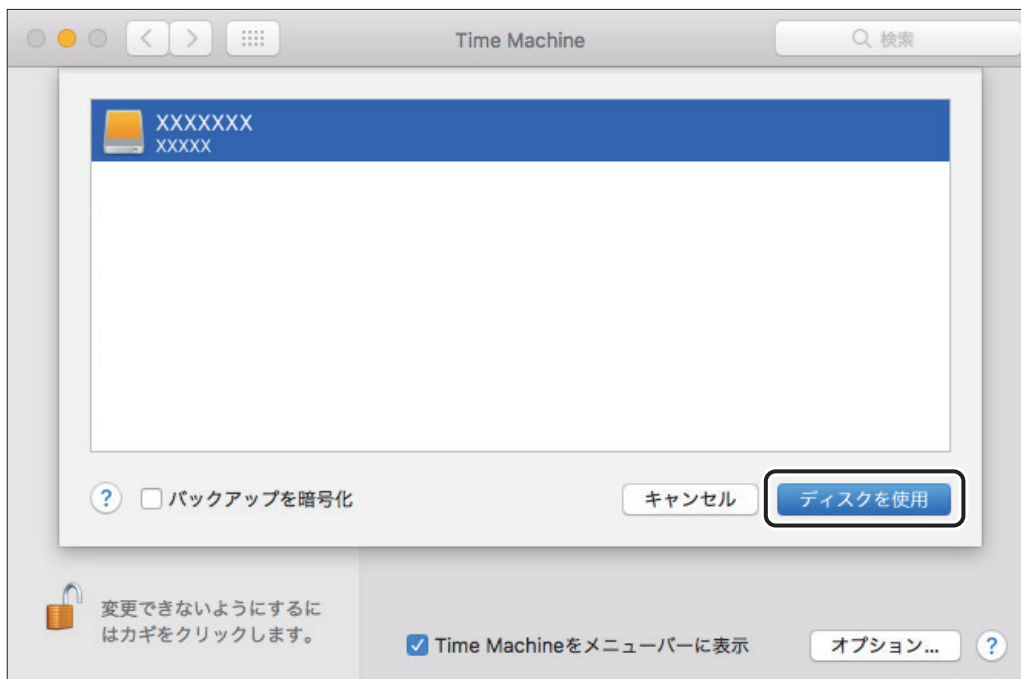 Time Machine
検索
XXXXXXX
XXXXX
?
バックアップを暗号化
キャンセル
ディスクを使用
変更できないようにするに
はカギをクリックします。
Time Machineをメニューバーに表示
オプション...
?